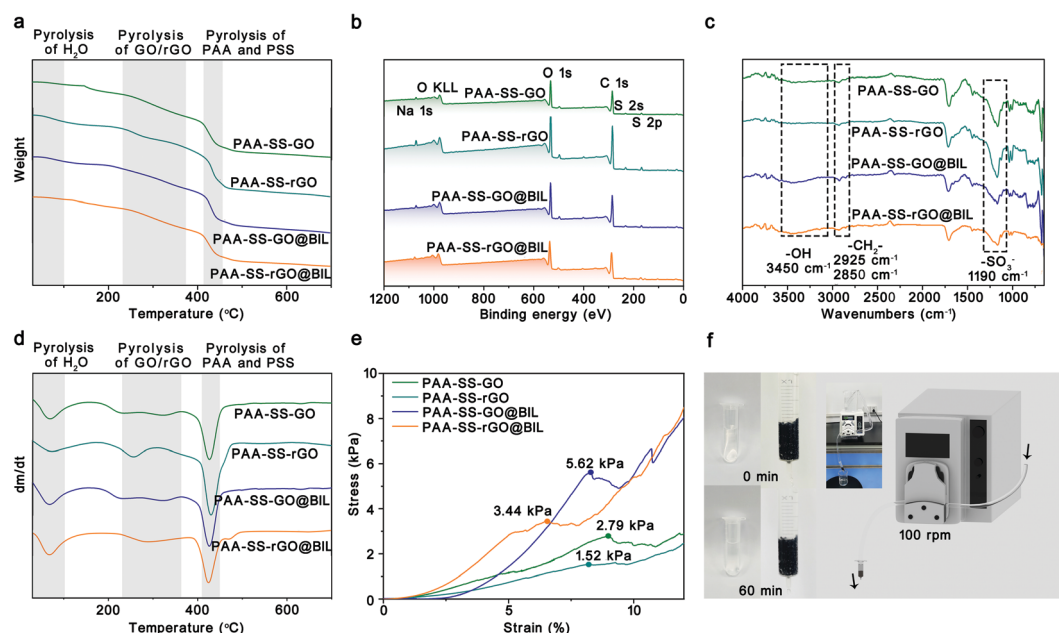 a
Pyrolysis of H₂O
Pyrolysis of GO/rGO
Pyrolysis of PAA and PSS
Weight
PAA-SS-GO
PAA-SS-rGO
PAA-SS-GO@BIL
PAA-SS-rGO@BIL
0 200 400 600
Temperature (°C)
b
O 1s
C 1s
O KLL
PAA-SS-GO
S 2s
Na 1s
S 2p
PAA-SS-rGO
PAA-SS-GO@BIL
PAA-SS-rGO@BIL
1200 1000 800 600 400 200 0
Binding energy (eV)
c
PAA-SS-GO
PAA-SS-rGO
PAA-SS-GO@BIL
PAA-SS-rGO@BIL
-OH
3450 cm⁻¹
-CH₂-
2925 cm⁻¹
2850 cm⁻¹
-SO₃⁻
1190 cm⁻¹
4000 3500 3000 2500 2000 1500 1000
Wavenumbers (cm⁻¹)
d
Pyrolysis of H₂O
Pyrolysis of GO/rGO
Pyrolysis of PAA and PSS
dm/dt
PAA-SS-GO
PAA-SS-rGO
PAA-SS-GO@BIL
PAA-SS-rGO@BIL
0 200 400 600
Temperature (°C)
e
PAA-SS-GO
PAA-SS-rGO
PAA-SS-GO@BIL
PAA-SS-rGO@BIL
10
8
6
4
2
0
Stress (kPa)
5.62 kPa
3.44 kPa
2.79 kPa
1.52 kPa
0 5 10
Strain (%)
f
0 min
60 min
100 rpm